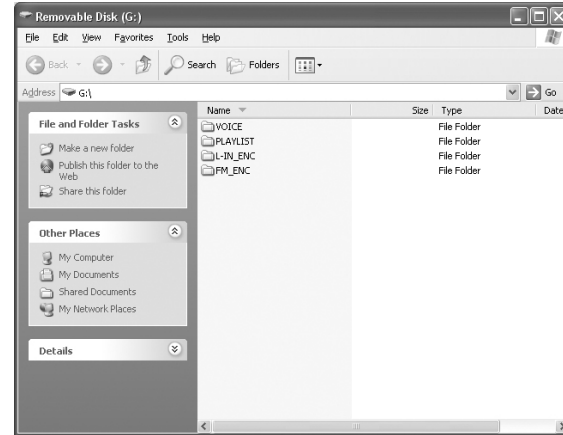 Removable Disk (G:)
File Edit View Favorites Tools Help
Back Search Folders
Address G:\ Go
Name Size Type Date
File and Folder Tasks
Make a new folder
Publish this folder to the
Web
Share this folder
VOICE File Folder
PLAYLIST File Folder
L-IN_ENC File Folder
FM_ENC File Folder
Other Places
My Computer
My Documents
Shared Documents
My Network Places
Details